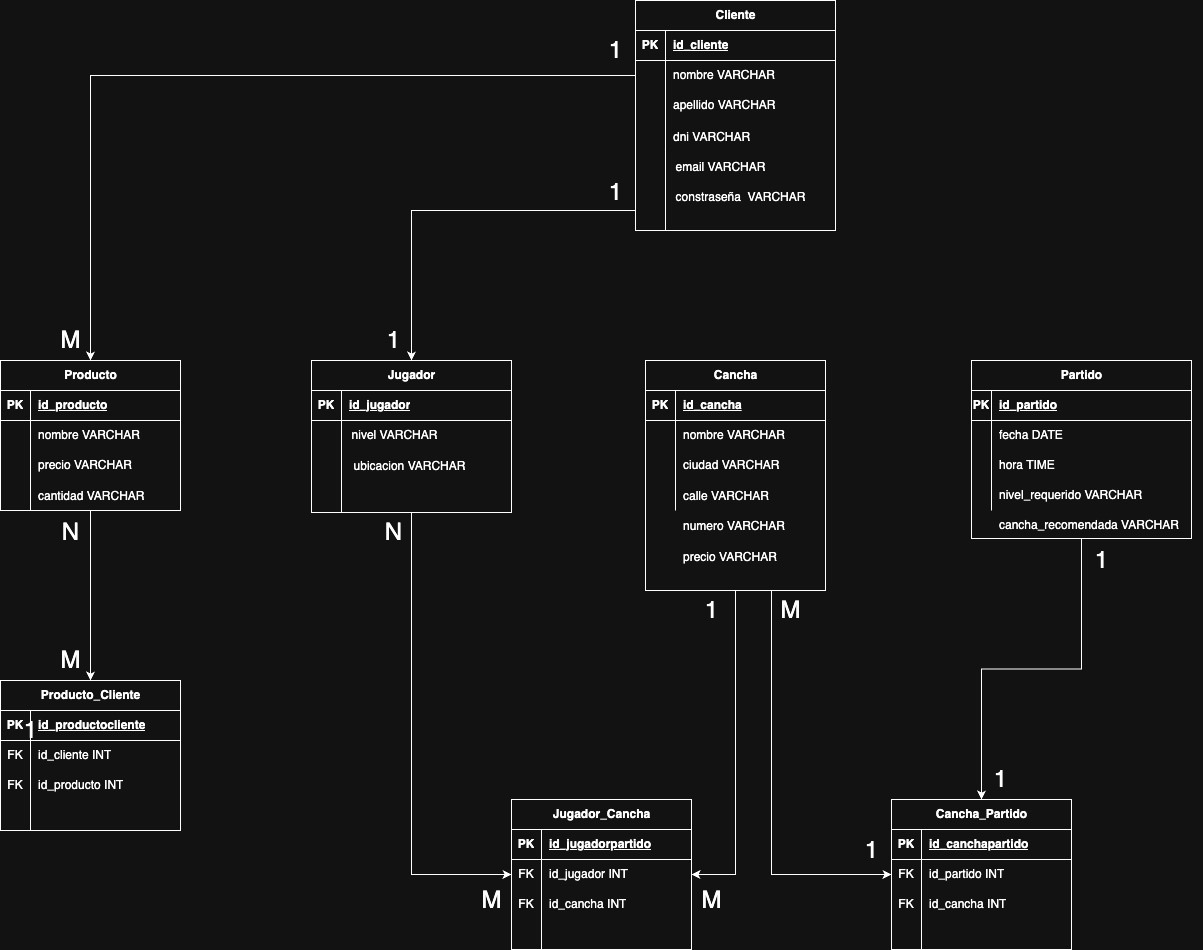 Cliente
PK id_cliente
nombre VARCHAR
apellido VARCHAR
dni VARCHAR
email VARCHAR
constraseña VARCHAR
1
1
M
1
Producto
PK id_producto
nombre VARCHAR
precio VARCHAR
cantidad VARCHAR
N
Jugador
PK id_jugador
nivel VARCHAR
ubicacion VARCHAR
N
Cancha
PK id_cancha
nombre VARCHAR
ciudad VARCHAR
calle VARCHAR
numero VARCHAR
precio VARCHAR
1
M
Partido
PK id_partido
fecha DATE
hora TIME
nivel_requerido VARCHAR
cancha_recomendada VARCHAR
1
M
Producto_Cliente
PK 1 id_productocliente
FK id_cliente INT
FK id_producto INT
Jugador_Cancha
PK id_jugadorpartido
FK id_jugador INT
FK id_cancha INT
M
M
1
1
Cancha_Partido
PK id_canchapartido
FK id_partido INT
FK id_cancha INT